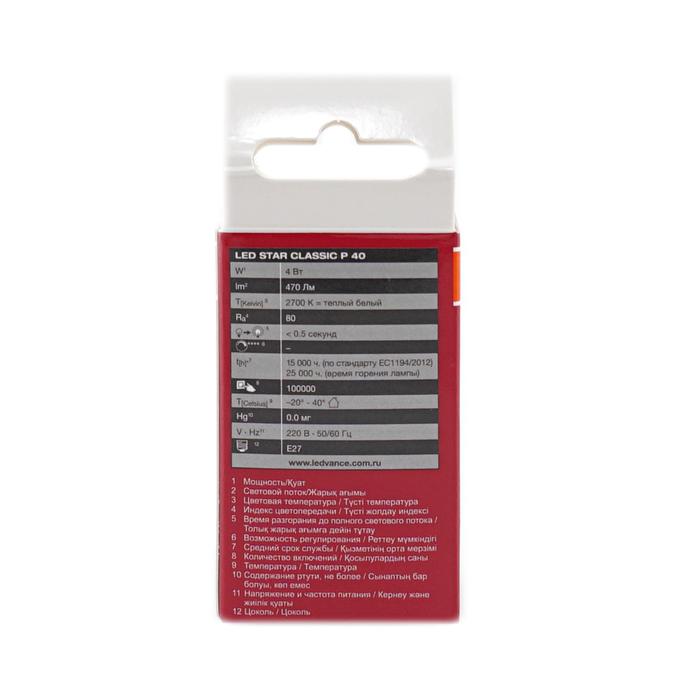 LED STAR CLASSIC P 40
W¹ 4 Вт
lm² 470 Лм
T[Kelvin] ³ 2700 K = теплый белый
Ra⁴ 80
⁵ < 0.5 секунд
**** ⁶ –
t[h]*⁷ 15 000 ч. (по стандарту EC1194/2012)
25 000 ч. (время горения лампы)
⁸ 100000
T[Celsius] ⁹ –20° - 40°
Hg¹⁰ 0.0 мг
V - Hz¹¹ 220 В - 50/60 Гц
¹² E27
www.ledvance.com.ru
1 Мощность/Қуат
2 Световой поток/Жарық ағымы
3 Цветовая температура / Түсті температура
4 Индекс цветопередачи / Түсті жолдау индексі
5 Время разгорания до полного светового потока /
Толық жарық ағымға дейін тұтау
6 Возможность регулирования / Реттеу мүмкіндігі
7 Средний срок службы / Қызметінің орта мерзімі
8 Количество включений / Қосылулардың саны
9 Температура / Температура
10 Содержание ртути, не более / Сынаптың бар
болуы, көп емес
11 Напряжение и частота питания / Кернеу және
жиілік қуаты
12 Цоколь / Цоколь